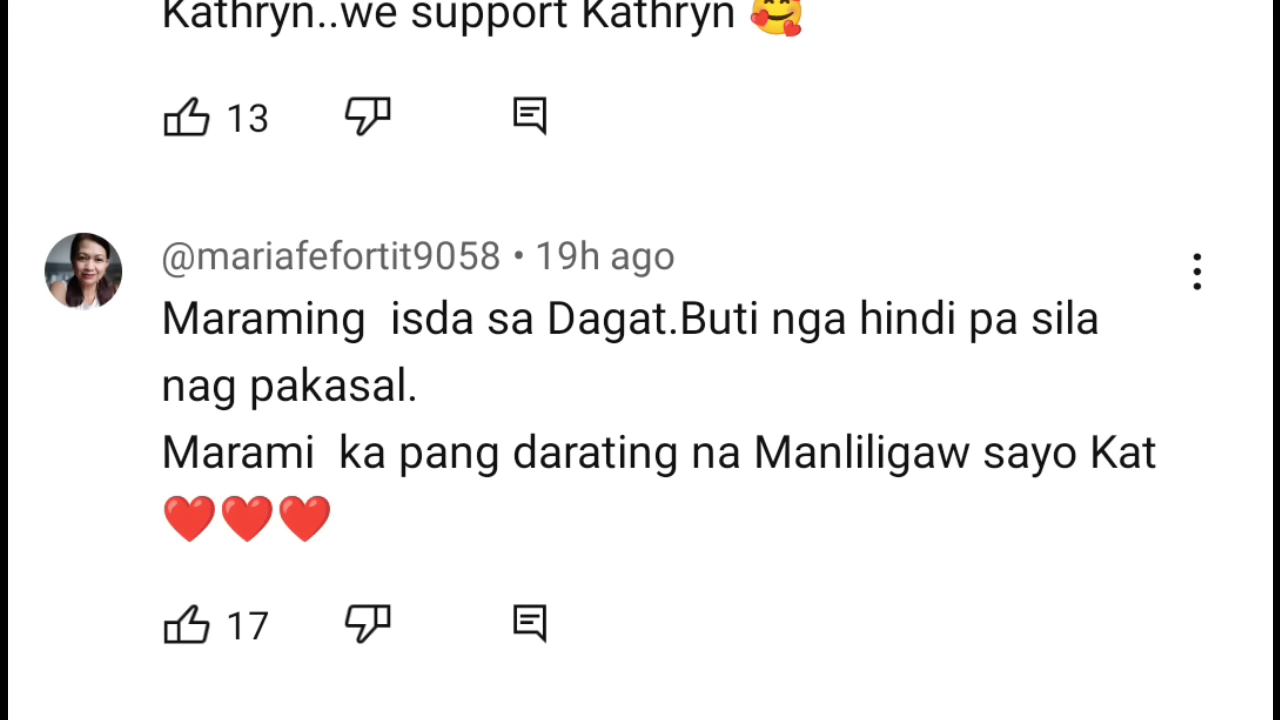 Kathryn..we support Kathryn 🥰
13
@mariafefortit9058 • 19h ago
Maraming  isda sa Dagat.Buti nga hindi pa sila
nag pakasal.
Marami  ka pang darating na Manliligaw sayo Kat
❤️❤️❤️
17